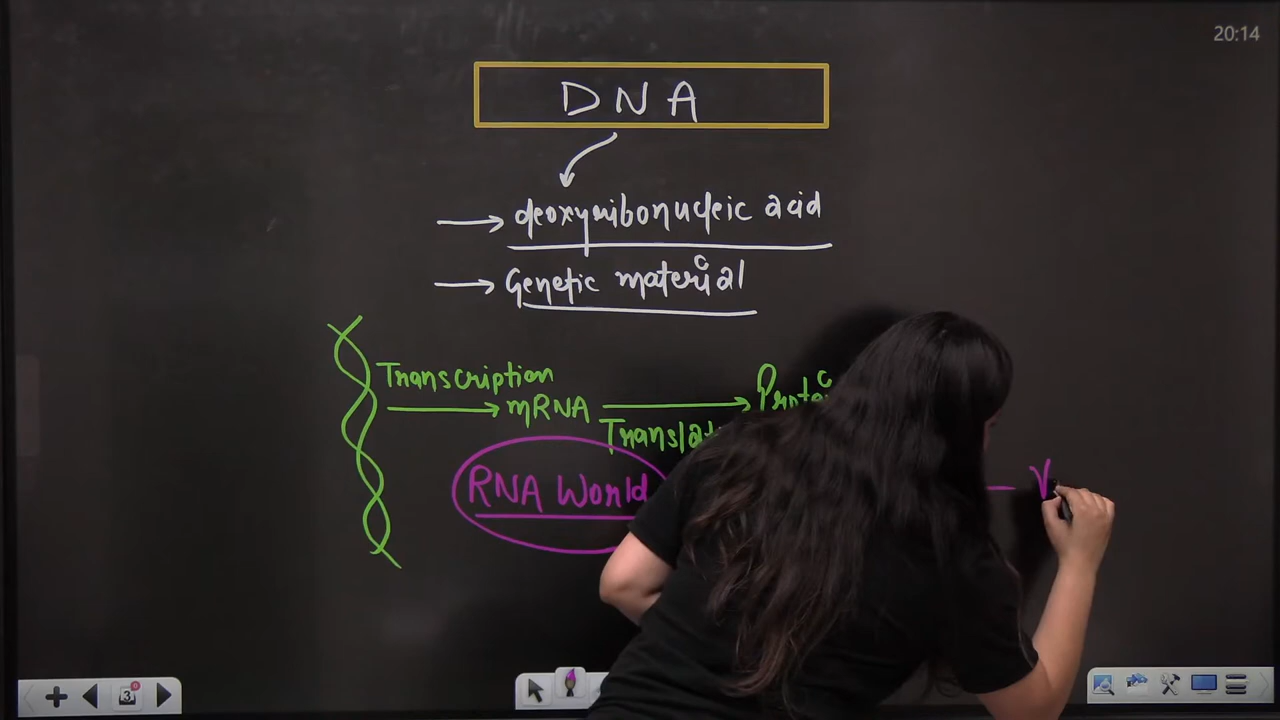 20:14
DNA
deoxyribonucleic acid
Genetic material
Transcription
mRNA
RNA World